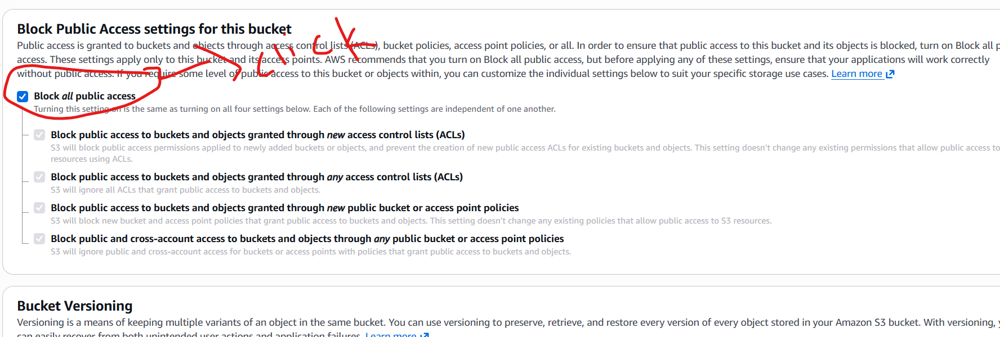 Block Public Access settings for this bucket
Public access is granted to buckets and objects through access control lists (ACLs), bucket policies, access point policies, or all. In order to ensure that public access to this bucket and its objects is blocked, turn on Block all p
access. These settings apply only to this bucket and its access points. AWS recommends that you turn on Block all public access, but before applying any of these settings, ensure that your applications will work correctly
without public access. If you require some level of public access to this bucket or objects within, you can customize the individual settings below to suit your specific storage use cases. Learn more
click
Block all public access
Turning this setting on is the same as turning on all four settings below. Each of the following settings are independent of one another.
Block public access to buckets and objects granted through new access control lists (ACLs)
S3 will block public access permissions applied to newly added buckets or objects, and prevent the creation of new public access ACLs for existing buckets and objects. This setting doesn't change any existing permissions that allow public access to
resources using ACLs.
Block public access to buckets and objects granted through any access control lists (ACLs)
S3 will ignore all ACLs that grant public access to buckets and objects.
Block public access to buckets and objects granted through new public bucket or access point policies
S3 will block new bucket and access point policies that grant public access to buckets and objects. This setting doesn't change any existing policies that allow public access to S3 resources.
Block public and cross-account access to buckets and objects through any public bucket or access point policies
S3 will ignore public and cross-account access for buckets or access points with policies that grant public access to buckets and objects.
Bucket Versioning
Versioning is a means of keeping multiple variants of an object in the same bucket. You can use versioning to preserve, retrieve, and restore every version of every object stored in your Amazon S3 bucket. With versioning,
can easily recover from both unintended user actions and application failures. Learn more